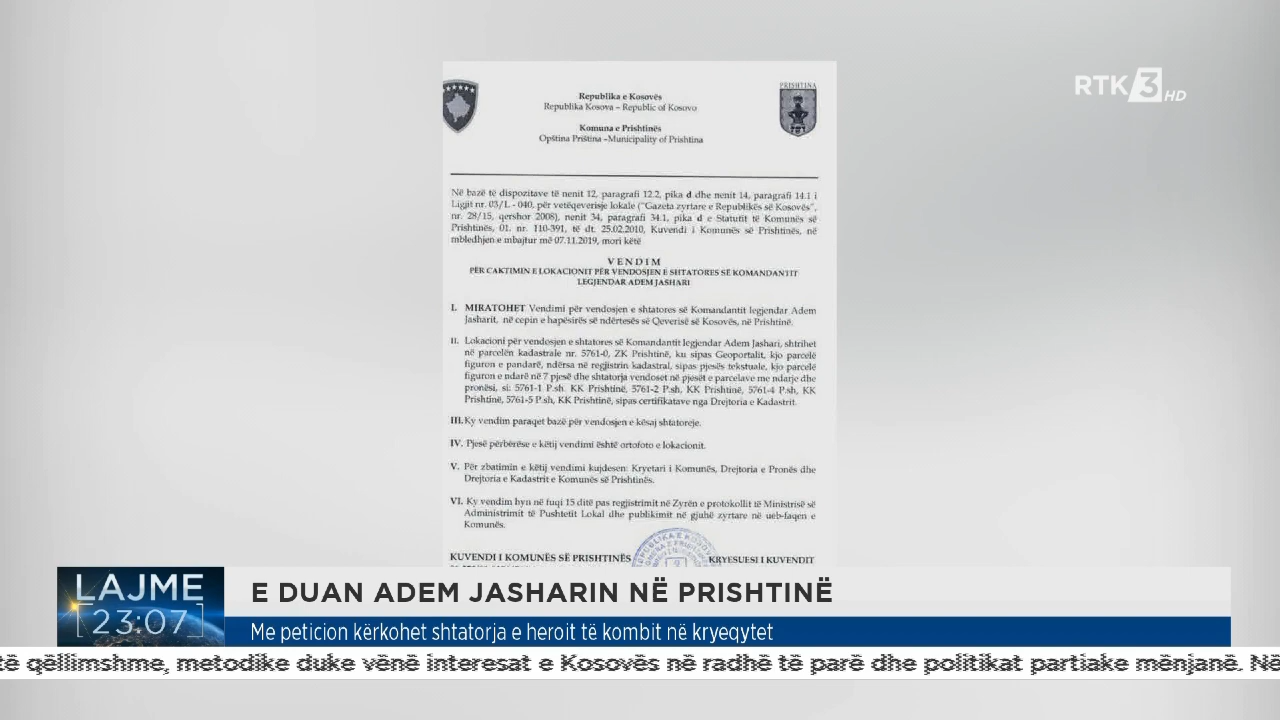 PRISHTINA
Republika e Kosovës
Republika Kosova – Republic of Kosovo
Komuna e Prishtinës
Opština Priština –Municipality of Prishtina
RTK 3 HD
Në bazë të dispozitave të nenit 12, paragrafi 12.2, pika d dhe nenit 14, paragrafi 14.1 i
Ligjit nr. 03/L - 040, për vetëqeverisje lokale ("Gazeta zyrtare e Republikës së Kosovës",
nr. 28/15, qershor 2008), nenit 34, paragrafi 34.1, pika d e Statutit të Komunës së
Prishtinës, 01. nr. 110-391, të dt. 25.02.2010, Kuvendi i Komunës së Prishtinës, në
mbledhjen e mbajtur më 07.11.2019, mori këtë
V E N D I M
PËR CAKTIMIN E LOKACIONIT PËR VENDOSJEN E SHTATORES SË KOMANDANTIT
LEGJENDAR ADEM JASHARI
I. MIRATOHET Vendimi për vendosjen e shtatores së Komandantit legjendar Adem
Jasharit, në cepin e hapësirës së ndërtesës së Qeverisë së Kosovës, në Prishtinë.
II. Lokacioni për vendosjen e shtatores së Komandantit legjendar Adem Jashari, shtrihet
në parcelën kadastrale nr. 5761-0, ZK Prishtinë, ku sipas Geoportalit, kjo parcelë
figuron e pandarë, ndërsa në regjistrin kadastral, sipas pjesës tekstuale, kjo parcelë
figuron e ndarë në 7 pjesë dhe shtatorja vendoset në pjesët e parcelave me ndarje dhe
pronësi, si: 5761-1 P.sh, KK Prishtinë, 5761-2 P.sh, KK Prishtinë, 5761-4 P.sh, KK
Prishtinë, 5761-5 P.sh, KK Prishtinë, sipas certifikatave nga Drejtoria e Kadastrit.
III. Ky vendim paraqet bazë për vendosjen e kësaj shtatoreje.
IV. Pjesë përbërëse e këtij vendimi është ortofoto e lokacionit.
V. Për zbatimin e këtij vendimi kujdesen: Kryetari i Komunës, Drejtoria e Pronës dhe
Drejtoria e Kadastrit e Komunës së Prishtinës.
VI. Ky vendim hyn në fuqi 15 ditë pas regjistrimit në Zyrën e protokollit të Ministrisë së
Administrimit të Pushtetit Lokal dhe publikimit në gjuhë zyrtare në ueb-faqen e
Komunës.
KUVENDI I KOMUNËS SË PRISHTINËS KRYESUESI I KUVENDIT
LAJME
23:07
E DUAN ADEM JASHARIN NË PRISHTINË
Me peticion kërkohet shtatorja e heroit të kombit në kryeqytet
të qëllimshme, metodike duke vënë interesat e Kosovës në radhë të parë dhe politikat partiake mënjanë. Në